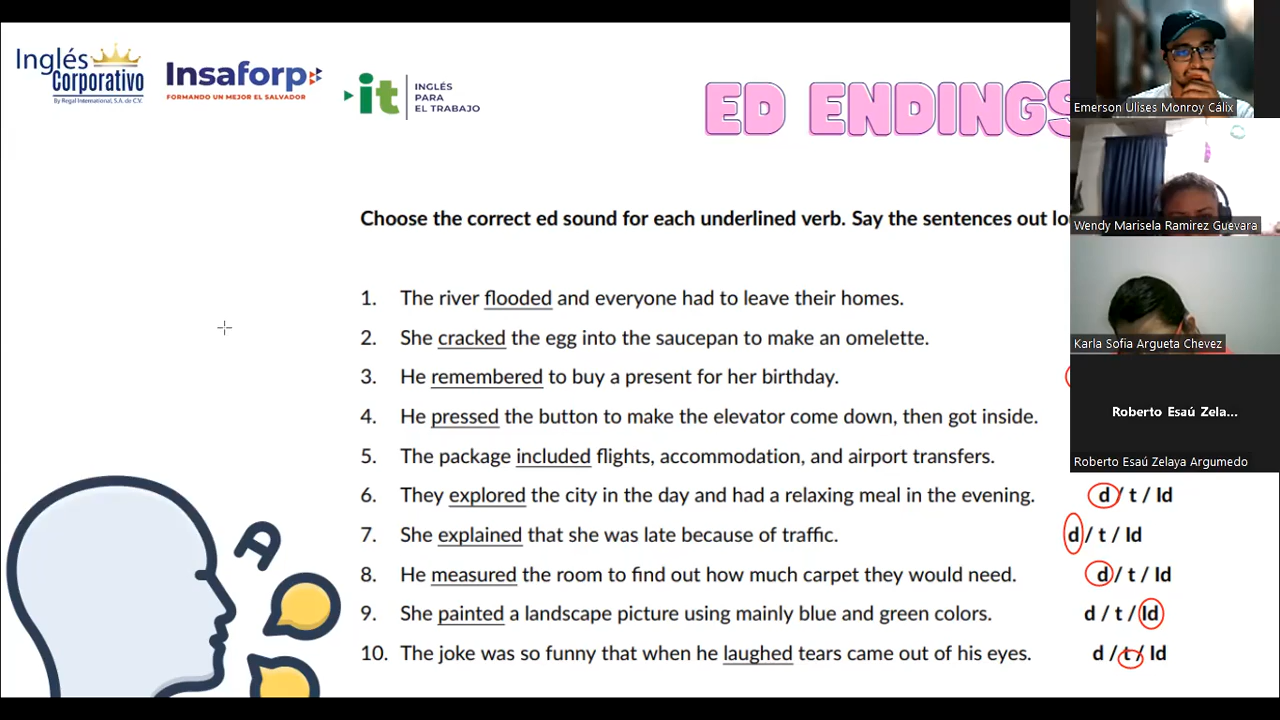 Inglés
Corporativo
By Regal International, S.A. de C.V.
Insaforp
FORMANDO UN MEJOR EL SALVADOR
it
INGLÉS
PARA
EL TRABAJO
ED ENDINGS
Emerson Ulises Monroy Cálix
Wendy Marisela Ramirez Guevara
Karla Sofia Argueta Chevez
Roberto Esaú Zela...
Roberto Esaú Zelaya Argumedo
Choose the correct ed sound for each underlined verb. Say the sentences out lo
1. The river flooded and everyone had to leave their homes.
2. She cracked the egg into the saucepan to make an omelette.
3. He remembered to buy a present for her birthday.
4. He pressed the button to make the elevator come down, then got inside.
5. The package included flights, accommodation, and airport transfers.
6. They explored the city in the day and had a relaxing meal in the evening. d / t / Id
7. She explained that she was late because of traffic. d / t / Id
8. He measured the room to find out how much carpet they would need. d / t / Id
9. She painted a landscape picture using mainly blue and green colors. d / t / Id
10. The joke was so funny that when he laughed tears came out of his eyes. d / t / Id
A